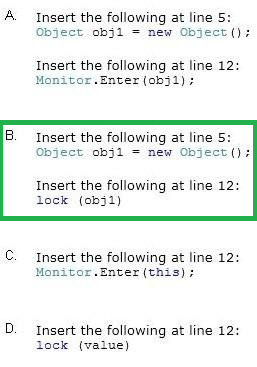 A. Insert the following at line 5:
Object obj1 = new Object();
Insert the following at line 12:
Monitor.Enter(obj1);
B. Insert the following at line 5:
Object obj1 = new Object();
Insert the following at line 12:
lock (obj1)
C. Insert the following at line 12:
Monitor.Enter(this);
D. Insert the following at line 12:
lock (value)